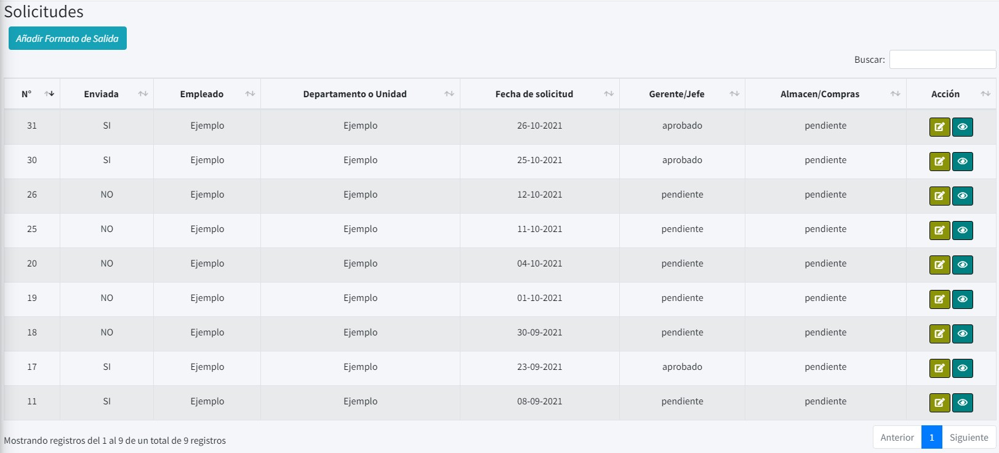 Solicitudes
Añadir Formato de Salida
Buscar:
N° Enviada Empleado Departamento o Unidad Fecha de solicitud Gerente/Jefe Almacen/Compras Acción
31 SI Ejemplo Ejemplo 26-10-2021 aprobado pendiente
30 SI Ejemplo Ejemplo 25-10-2021 aprobado pendiente
26 NO Ejemplo Ejemplo 12-10-2021 pendiente pendiente
25 NO Ejemplo Ejemplo 11-10-2021 pendiente pendiente
20 NO Ejemplo Ejemplo 04-10-2021 pendiente pendiente
19 NO Ejemplo Ejemplo 01-10-2021 pendiente pendiente
18 NO Ejemplo Ejemplo 30-09-2021 pendiente pendiente
17 SI Ejemplo Ejemplo 23-09-2021 aprobado pendiente
11 SI Ejemplo Ejemplo 08-09-2021 pendiente pendiente
Mostrando registros del 1 al 9 de un total de 9 registros
Anterior 1 Siguiente